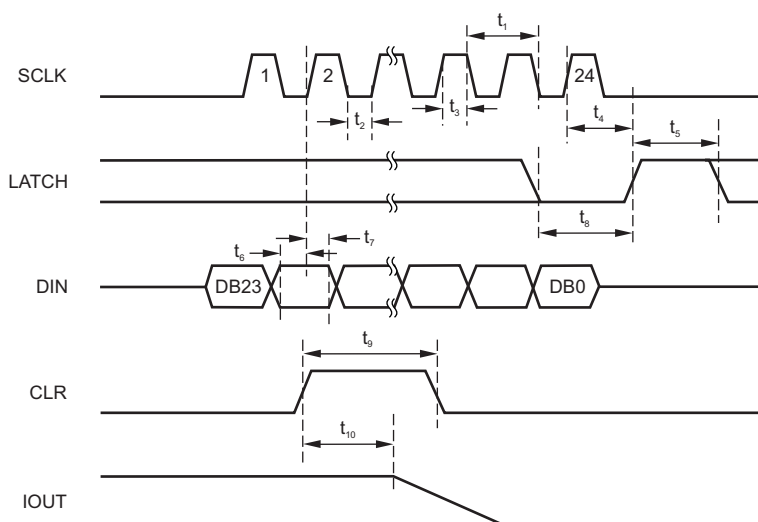 t₁
SCLK
1
2
24
t₂
t₃
t₄
t₅
LATCH
t₈
t₆
t₇
DIN
DB23
DB0
t₉
CLR
t₁₀
IOUT